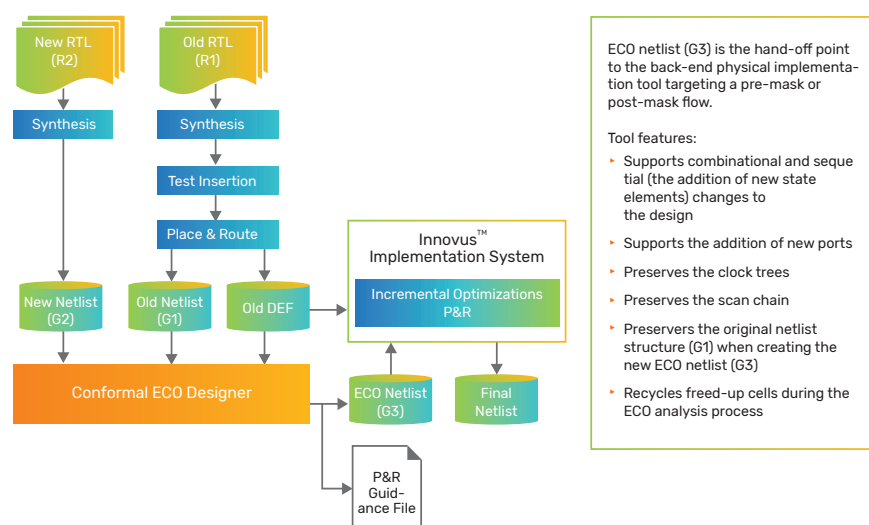 New RTL
(R2)
Old RTL
(R1)
Synthesis
Synthesis
Test Insertion
Place & Route
New Netlist
(G2)
Old Netlist
(G1)
Old DEF
Innovus™
Implementation System
Incremental Optimizations
P&R
Conformal ECO Designer
ECO Netlist
(G3)
Final
Netlist
P&R
Guid-
ance File
ECO netlist (G3) is the hand-off point
to the back-end physical implementa-
tion tool targeting a pre-mask or
post-mask flow.
Tool features:
‣ Supports combinational and seque
tial (the addition of new state
elements) changes to
the design
‣ Supports the addition of new ports
‣ Preserves the clock trees
‣ Preserves the scan chain
‣ Preservers the original netlist
structure (G1) when creating the
new ECO netlist (G3)
‣ Recycles freed-up cells during the
ECO analysis process